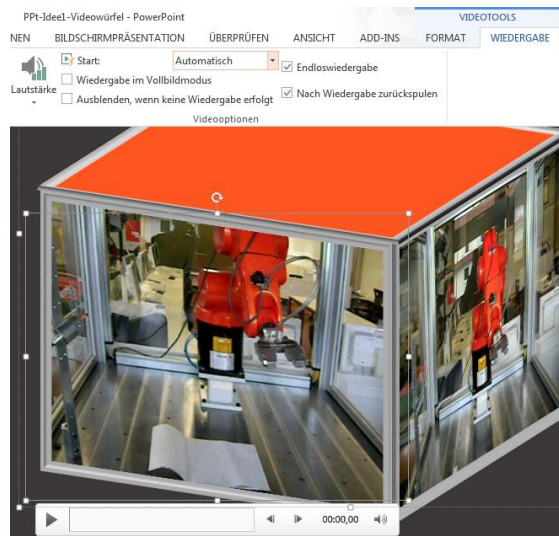 PPt-Idee1-Videowürfel - PowerPoint
VIDEOTOOLS
NEN BILDSCHIRMPRÄSENTATION ÜBERPRÜFEN ANSICHT ADD-INS FORMAT WIEDERGABE
Lautstärke
Start: Automatisch
Wiedergabe im Vollbildmodus
Ausblenden, wenn keine Wiedergabe erfolgt
Endloswiedergabe
Nach Wiedergabe zurückspulen
Videooptionen
00:00,00